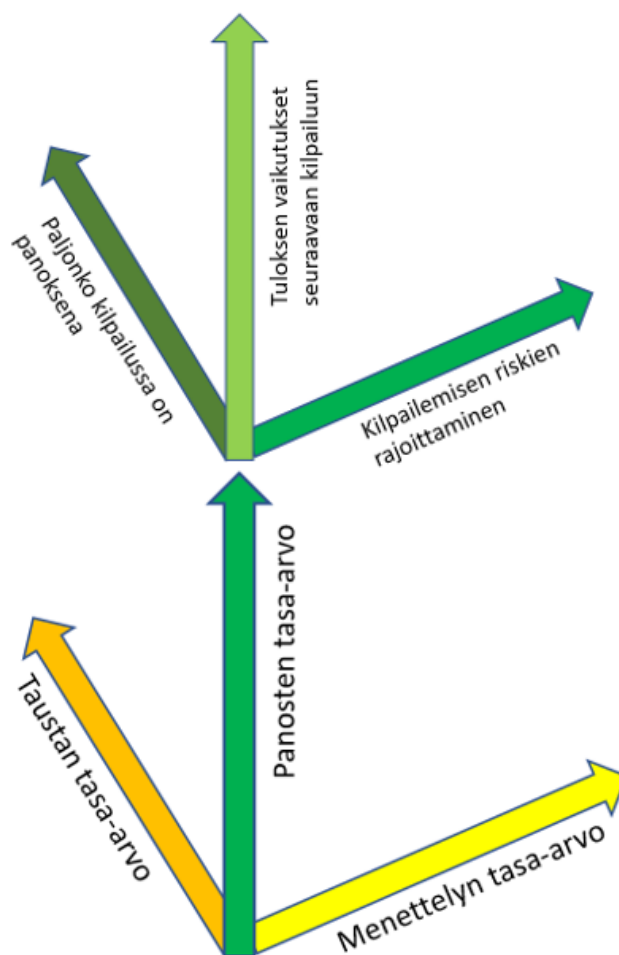 Paljonko kilpailussa on
panoksena
Tuloksen vaikutukset
seuraavaan kilpailuun
Kilpailemisen riskien
rajoittaminen
Taustan tasa-arvo
Panosten tasa-arvo
Menettelyn tasa-arvo